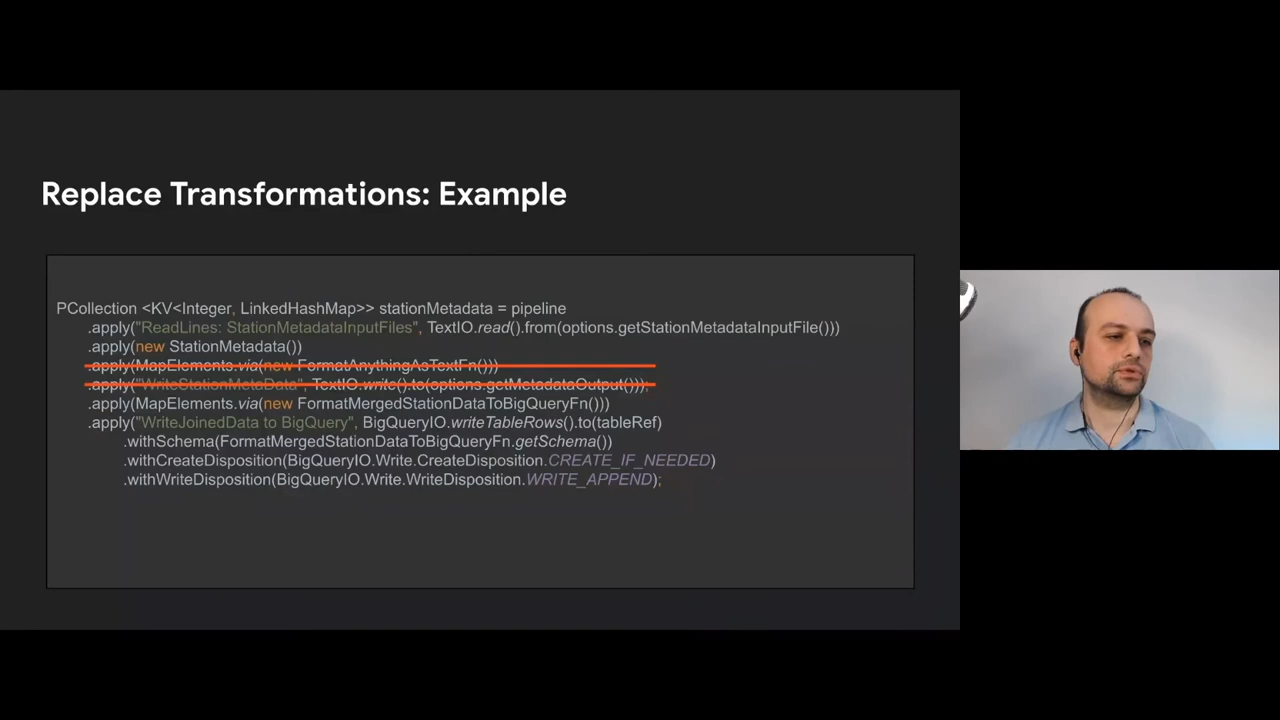 Replace Transformations: Example
PCollection <KV<Integer, LinkedHashMap>> stationMetadata = pipeline
.apply("ReadLines: StationMetadataInputFiles", TextIO.read().from(options.getStationMetadataInputFile()))
.apply(new StationMetadata())
.apply(MapElements.via(new FormatAnythingAsTextFn()))
.apply("WriteStationMetaData", TextIO.write().to(options.getMetadataOutput()));
.apply(MapElements.via(new FormatMergedStationDataToBigQueryFn()))
.apply("WriteJoinedData to BigQuery", BigQueryIO.writeTableRows().to(tableRef)
.withSchema(FormatMergedStationDataToBigQueryFn.getSchema())
.withCreateDisposition(BigQueryIO.Write.CreateDisposition.CREATE_IF_NEEDED)
.withWriteDisposition(BigQueryIO.Write.WriteDisposition.WRITE_APPEND);